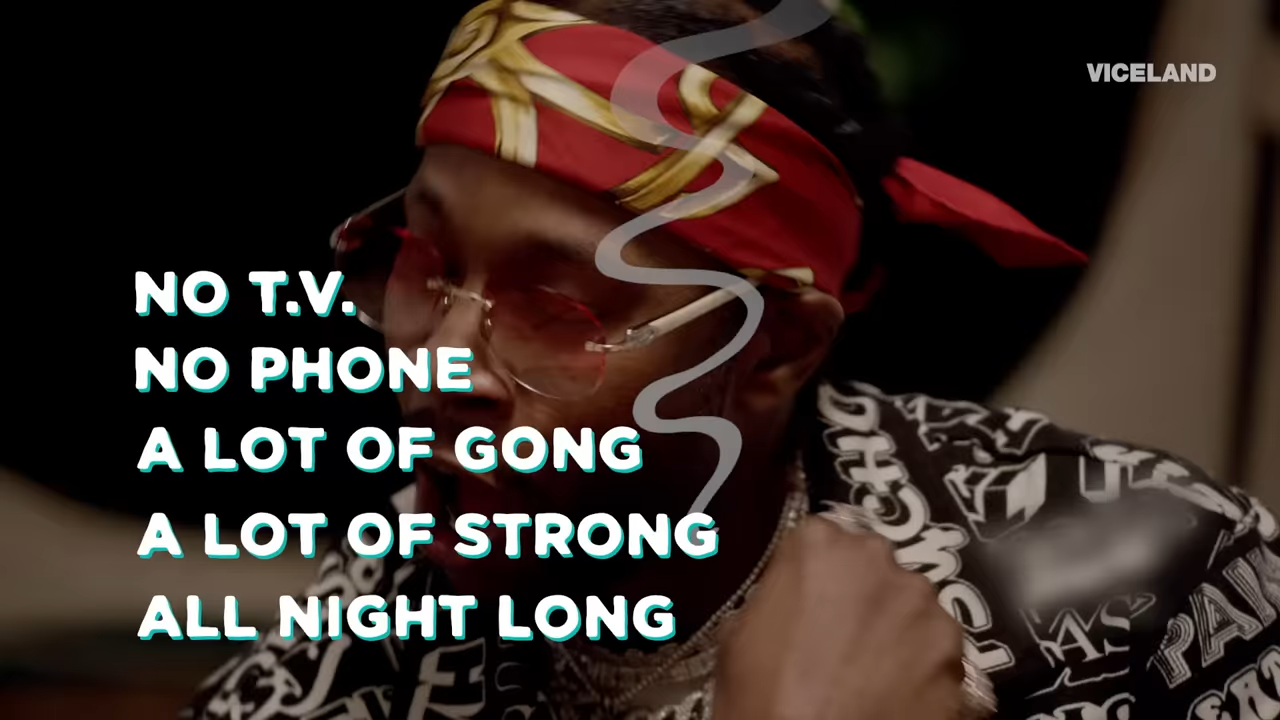 VICELAND
NO T.V.
NO PHONE
A LOT OF GONG
A LOT OF STRONG
ALL NIGHT LONG